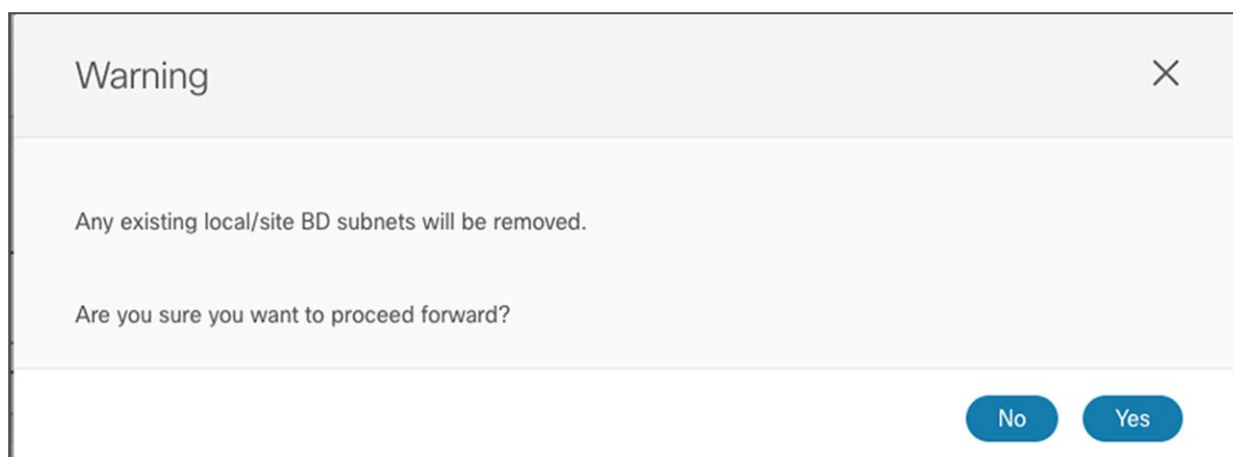 Warning
Any existing local/site BD subnets will be removed.
Are you sure you want to proceed forward?
No Yes